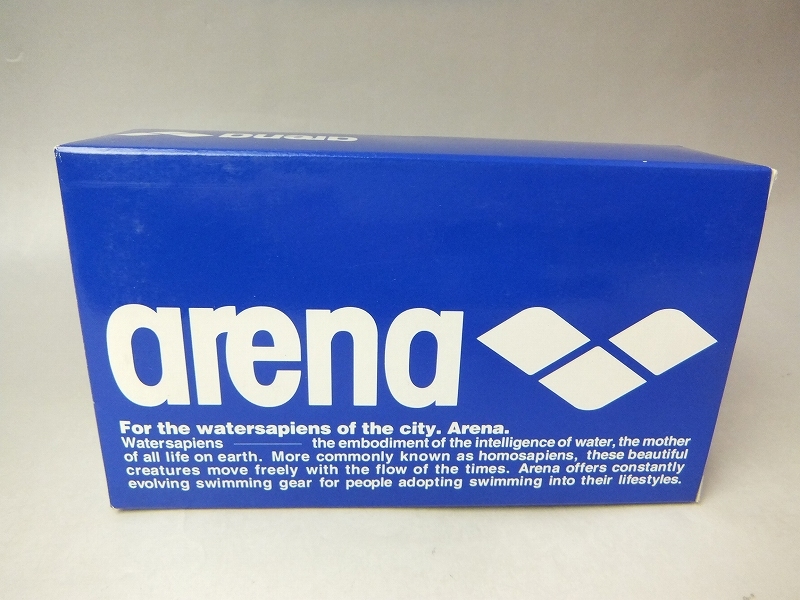 arena
arena
For the watersapiens of the city. Arena.
Watersapiens ——— the embodiment of the intelligence of water, the mother
of all life on earth. More commonly known as homosapiens, these beautiful
creatures move freely with the flow of the times. Arena offers constantly
evolving swimming gear for people adopting swimming into their lifestyles.